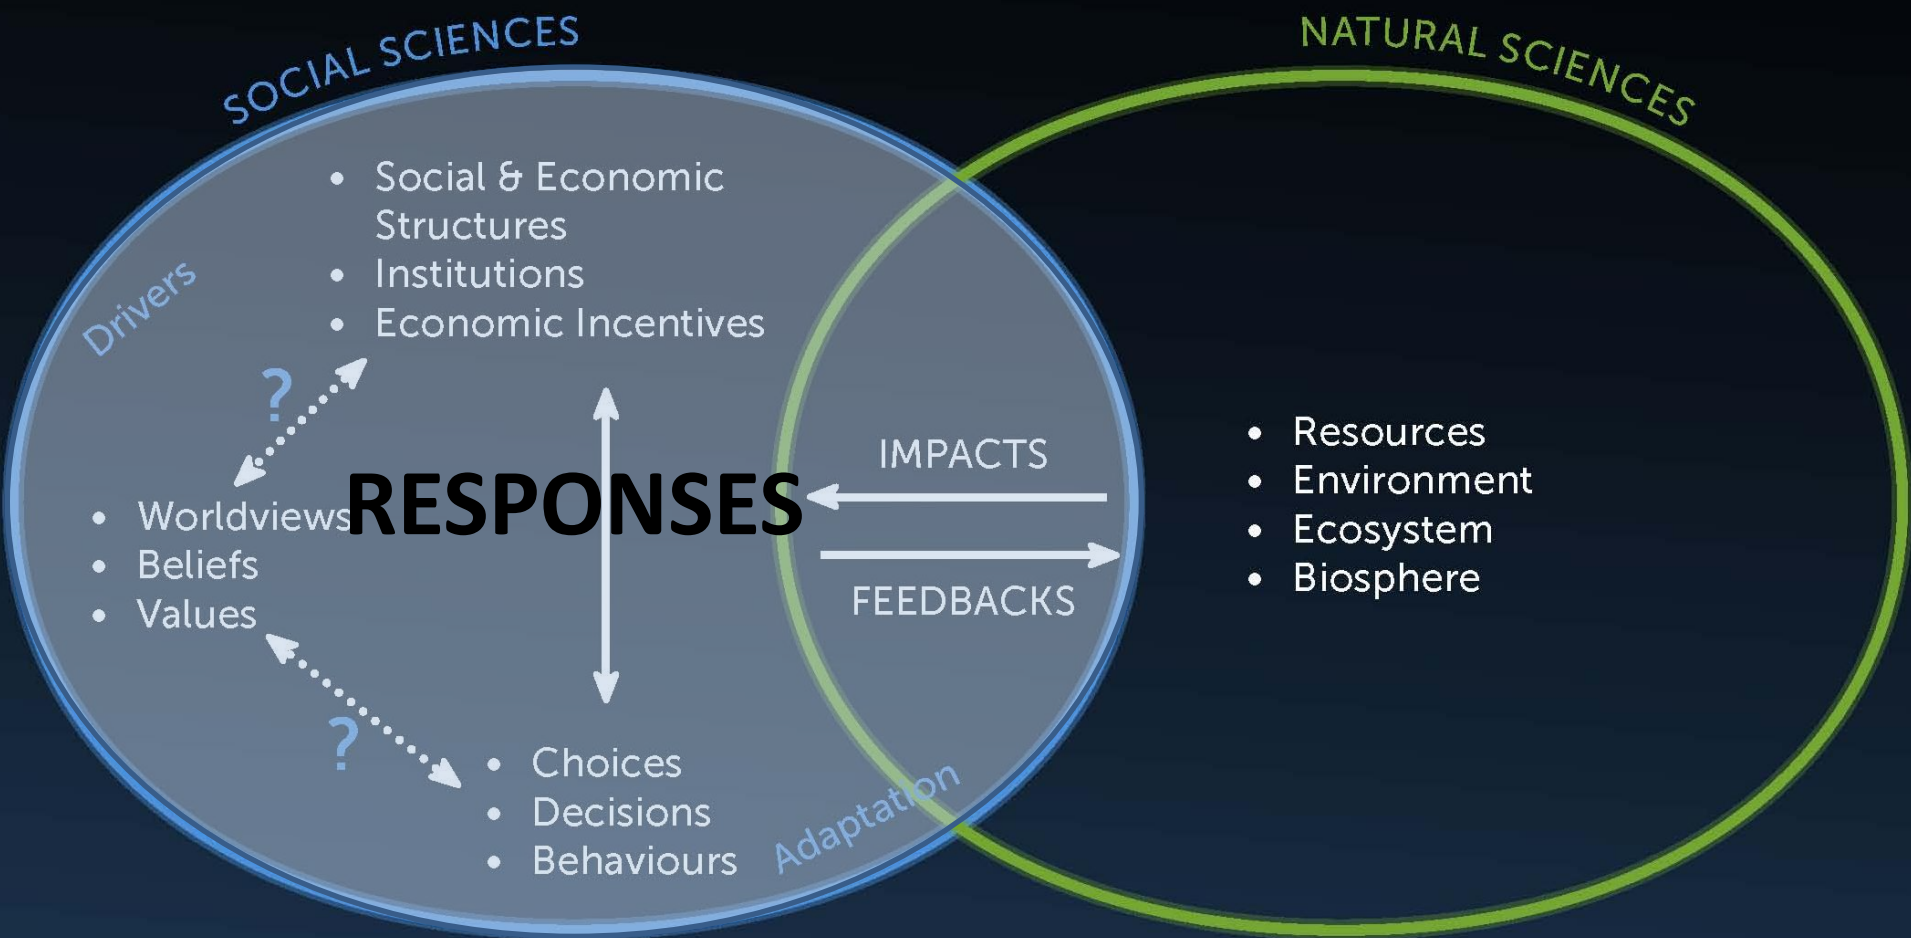 SOCIAL SCIENCES
NATURAL SCIENCES
• Social & Economic
Structures
• Institutions
• Economic Incentives
Drivers
?
RESPONSES
• Worldviews
• Beliefs
• Values
IMPACTS
FEEDBACKS
• Resources
• Environment
• Ecosystem
• Biosphere
?
• Choices
• Decisions
• Behaviours
Adaptation